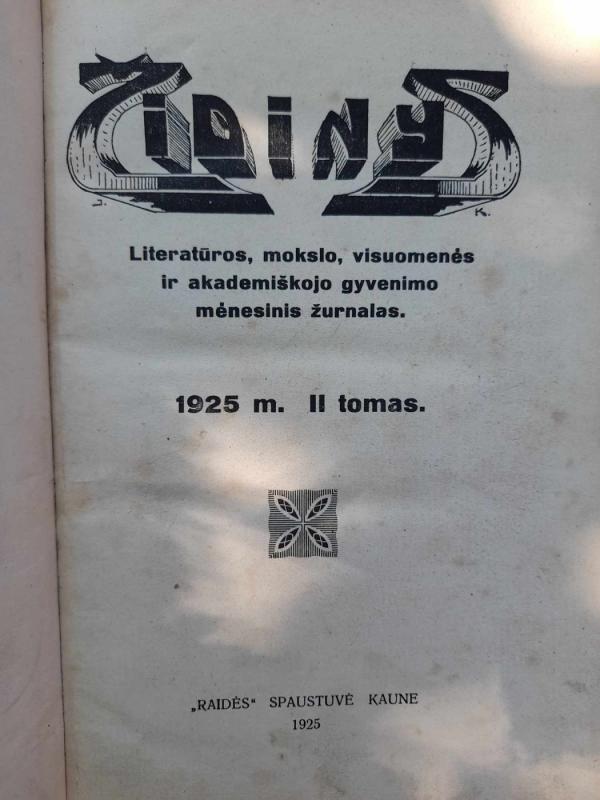 Židinys
J. K.
Literatūros, mokslo, visuomenės
ir akademiškojo gyvenimo
mėnesinis žurnalas.
1925 m. II tomas.
„RAIDĖS“ SPAUSTUVĖ KAUNE
1925